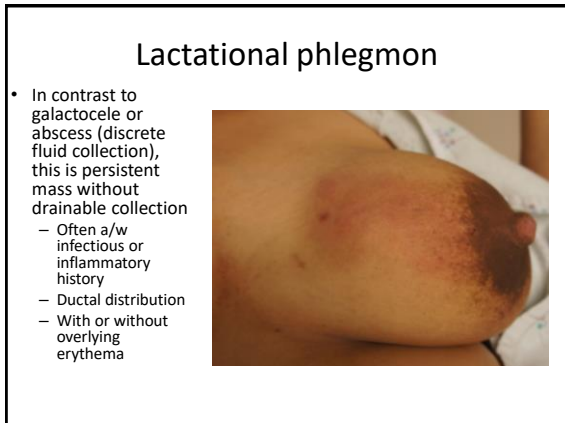 Lactational phlegmon
• In contrast to
galactocele or
abscess (discrete
fluid collection),
this is persistent
mass without
drainable collection
– Often a/w
infectious or
inflammatory
history
– Ductal distribution
– With or without
overlying
erythema